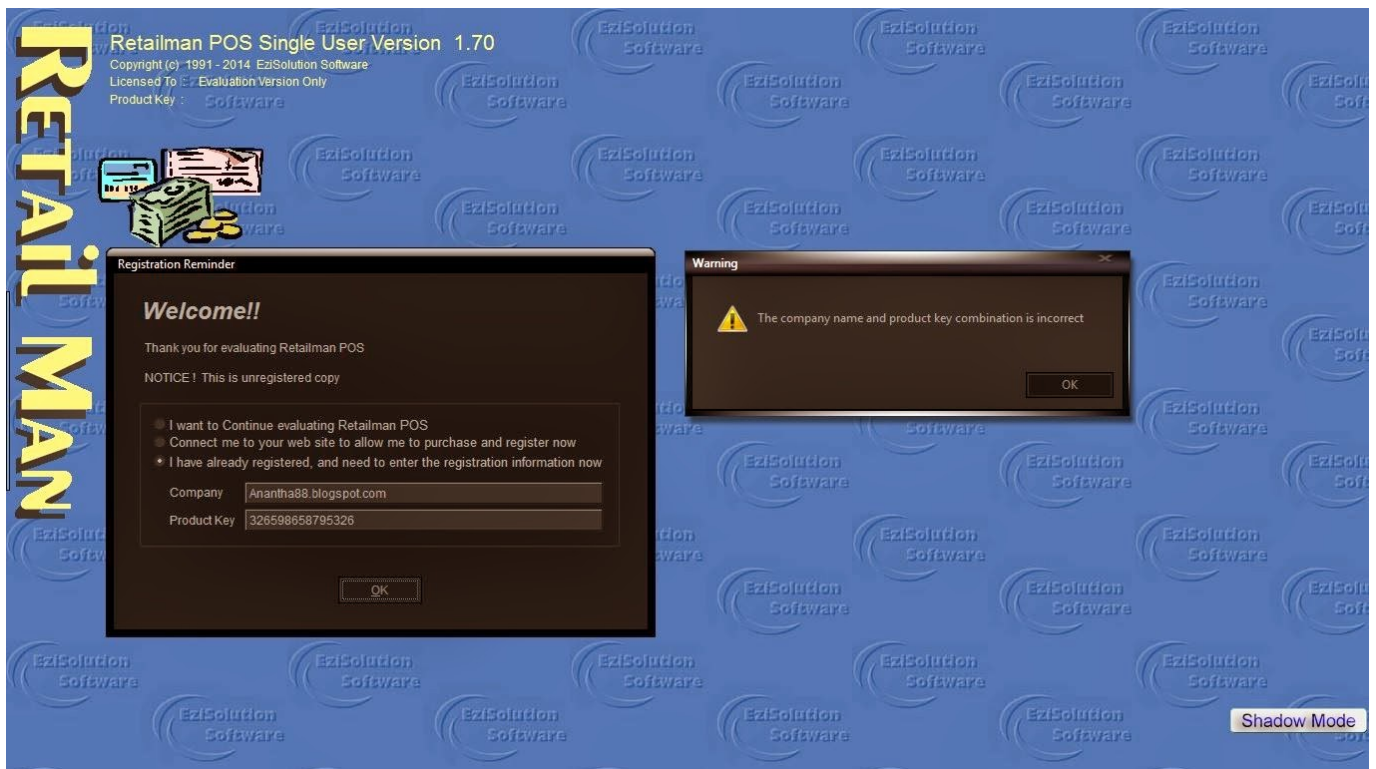 RETAil MAN
Retailman POS Single User Version 1.70
Copyright (c) 1991 - 2014 EziSolution Software
Licensed To : Evaluation Version Only
Product Key :
EziSolution
Software
Registration Reminder
Welcome!!
Thank you for evaluating Retailman POS
NOTICE ! This is unregistered copy
I want to Continue evaluating Retailman POS
Connect me to your web site to allow me to purchase and register now
I have already registered, and need to enter the registration information now
Company Anantha88.blogspot.com
Product Key 326598658795326
OK
Warning
The company name and product key combination is incorrect
OK
Shadow Mode